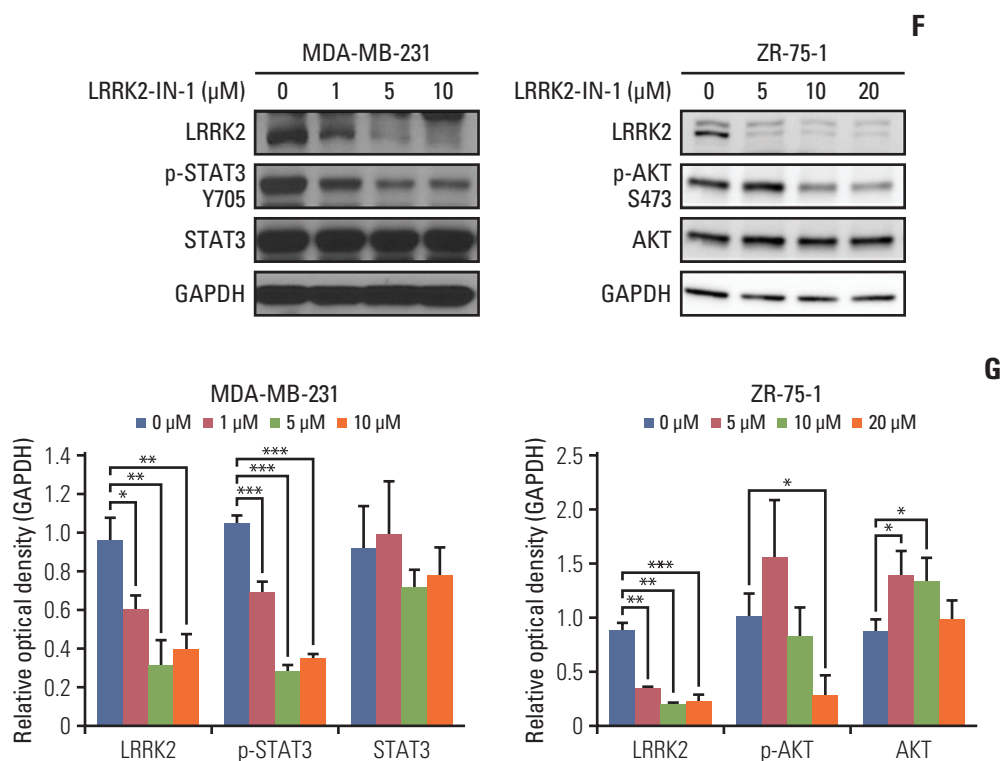 F
MDA-MB-231
LRRK2-IN-1 (µM) 0 1 5 10
LRRK2
p-STAT3
Y705
STAT3
GAPDH
ZR-75-1
LRRK2-IN-1 (µM) 0 5 10 20
LRRK2
p-AKT
S473
AKT
GAPDH
G
MDA-MB-231
0 µM 1 µM 5 µM 10 µM
Relative optical density (GAPDH)
1.4
1.2
1.0
0.8
0.6
0.4
0.2
0
**
**
*
***
***
***
LRRK2 p-STAT3 STAT3
ZR-75-1
0 µM 5 µM 10 µM 20 µM
Relative optical density (GAPDH)
2.5
2.0
1.5
1.0
0.5
0
***
**
**
*
*
*
LRRK2 p-AKT AKT